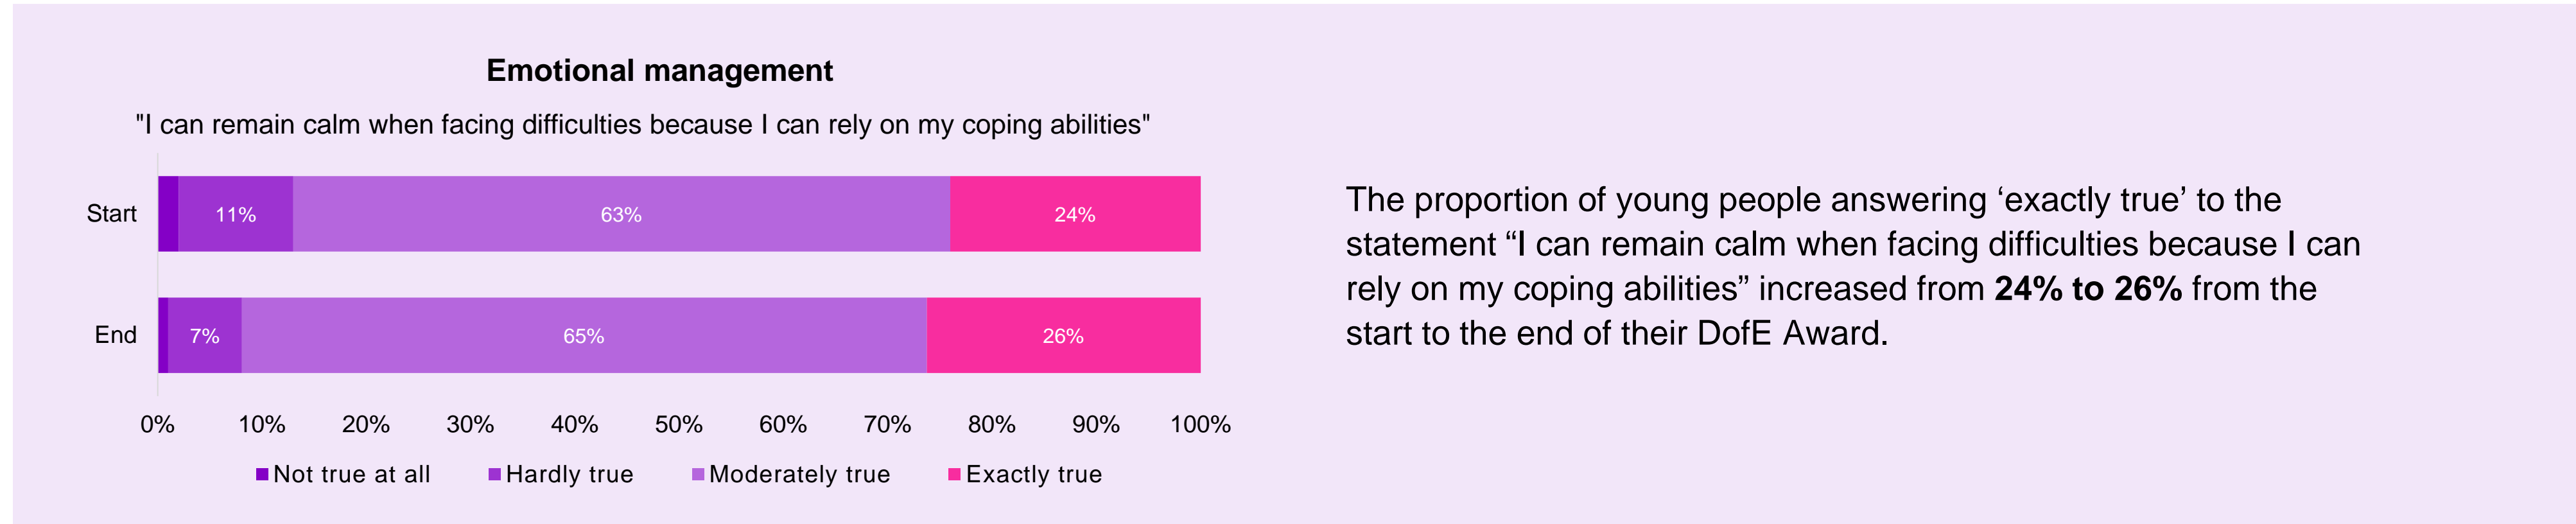 Emotional management
"I can remain calm when facing difficulties because I can rely on my coping abilities"
Start
11%
63%
24%
End
7%
65%
26%
0%
10%
20%
30%
40%
50%
60%
70%
80%
90%
100%
Not true at all
Hardly true
Moderately true
Exactly true
The proportion of young people answering ‘exactly true’ to the
statement “I can remain calm when facing difficulties because I can
rely on my coping abilities” increased from 24% to 26% from the
start to the end of their DofE Award.